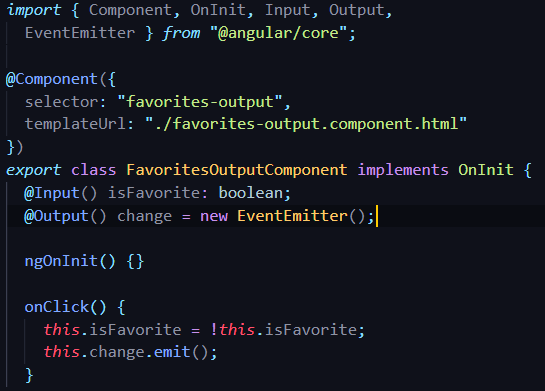 import { Component, OnInit, Input, Output,
  EventEmitter } from "@angular/core";
@Component({
  selector: "favorites-output",
  templateUrl: "./favorites-output.component.html"
})
export class FavoritesOutputComponent implements OnInit {
  @Input() isFavorite: boolean;
  @Output() change = new EventEmitter();
  ngOnInit() {}
  onClick() {
    this.isFavorite = !this.isFavorite;
    this.change.emit();
  }